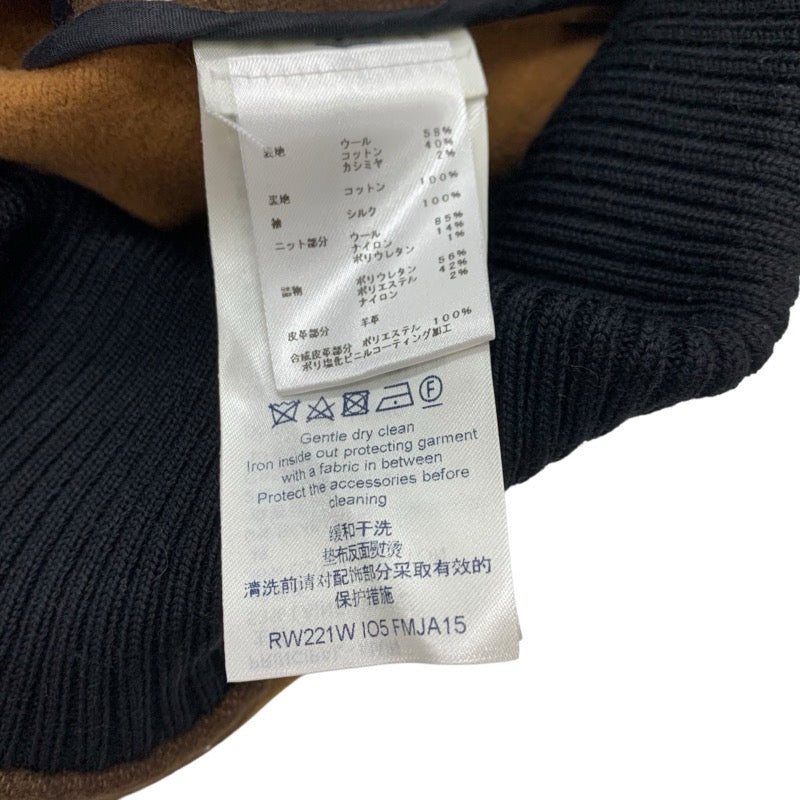 表地 ウール 58%
コットン 40%
カシミヤ 2%
裏地 コットン 100%
袖 シルク 100%
ニット部分 ウール 85%
ナイロン 14%
ポリウレタン 1%
詰物 ポリウレタン 56%
ポリエステル 42%
ナイロン 2%
皮革部分 羊革
合成皮革部分 ポリエステル 100%
ポリ塩化ビニルコーティング加工
F
Gentle dry clean
Iron inside out protecting garment
with a fabric in between
Protect the accessories before
cleaning
缓和干洗
垫布反面熨烫
清洗前请对配饰部分采取有效的
保护措施
RW221W IO5 FMJA15